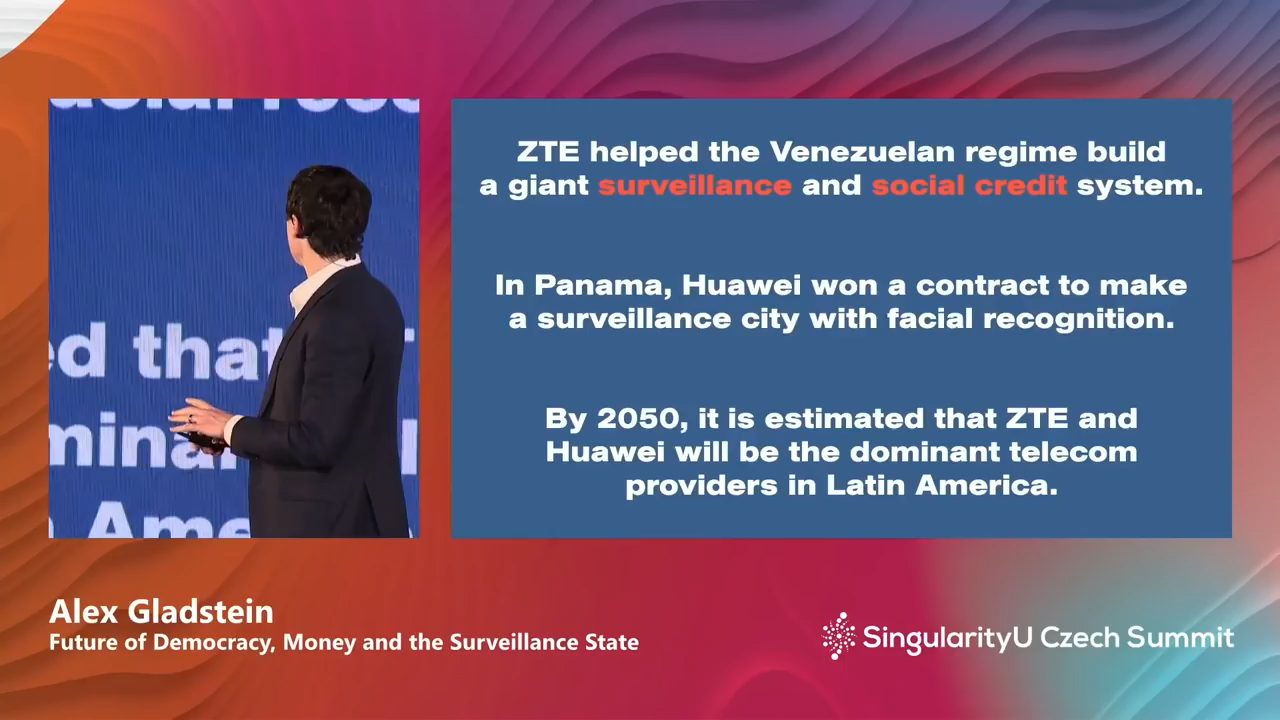 ZTE helped the Venezuelan regime build
a giant surveillance and social credit system.
In Panama, Huawei won a contract to make
a surveillance city with facial recognition.
By 2050, it is estimated that ZTE and
Huawei will be the dominant telecom
providers in Latin America.
ed that
Alex Gladstein
Future of Democracy, Money and the Surveillance State
SingularityU Czech Summit